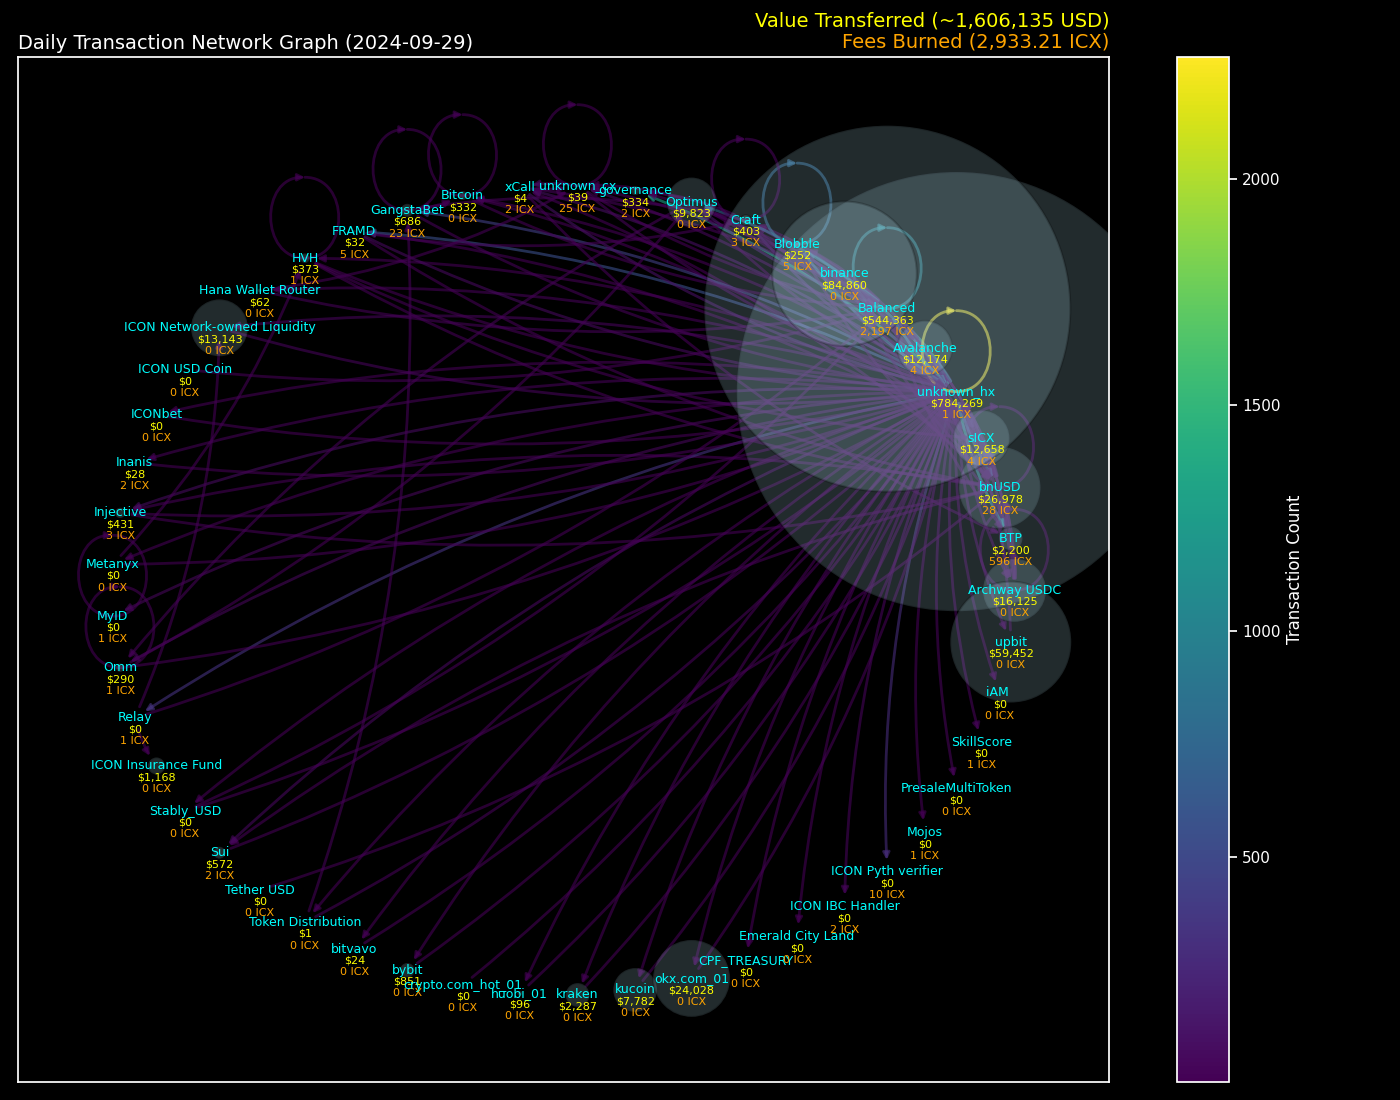 Value Transferred (~1,606,135 USD)
Daily Transaction Network Graph (2024-09-29)
Fees Burned (2,933.21 ICX)
xCall
$4
2 ICX
unknown_cx
$39
25 ICX
governance
$334
2 ICX
Bitcoin
$332
0 ICX
Optimus
$9,823
0 ICX
GangstaBet
$686
23 ICX
Craft
$403
3 ICX
FRAMD
$32
5 ICX
Blobble
$252
5 ICX
HVH
$373
1 ICX
binance
$84,860
0 ICX
Hana Wallet Router
$62
0 ICX
Balanced
$544,363
2,197 ICX
ICON Network-owned Liquidity
$13,143
0 ICX
Avalanche
$12,174
4 ICX
ICON USD Coin
$0
0 ICX
unknown_hx
$784,269
1 ICX
ICONbet
$0
0 ICX
sICX
$12,658
4 ICX
Inanis
$28
2 ICX
bnUSD
$26,978
28 ICX
Injective
$431
3 ICX
BTP
$2,200
596 ICX
Metanyx
$0
0 ICX
Archway USDC
$16,125
0 ICX
MyID
$0
1 ICX
upbit
$59,452
0 ICX
Omm
$290
1 ICX
iAM
$0
0 ICX
Relay
$0
1 ICX
SkillScore
$0
1 ICX
ICON Insurance Fund
$1,168
0 ICX
PresaleMultiToken
$0
0 ICX
Stably_USD
$0
0 ICX
Mojos
$0
1 ICX
Sui
$572
2 ICX
ICON Pyth verifier
$0
10 ICX
Tether USD
$0
0 ICX
ICON IBC Handler
$0
2 ICX
Token Distribution
$1
0 ICX
Emerald City Land
$0
0 ICX
bitvavo
$24
0 ICX
CPF_TREASURY
$0
0 ICX
bybit
$851
0 ICX
okx.com_01
$24,028
0 ICX
crypto.com_hot_01
$0
0 ICX
huobi_01
$96
0 ICX
kraken
$2,287
0 ICX
kucoin
$7,782
0 ICX
2000
1500
1000
500
Transaction Count